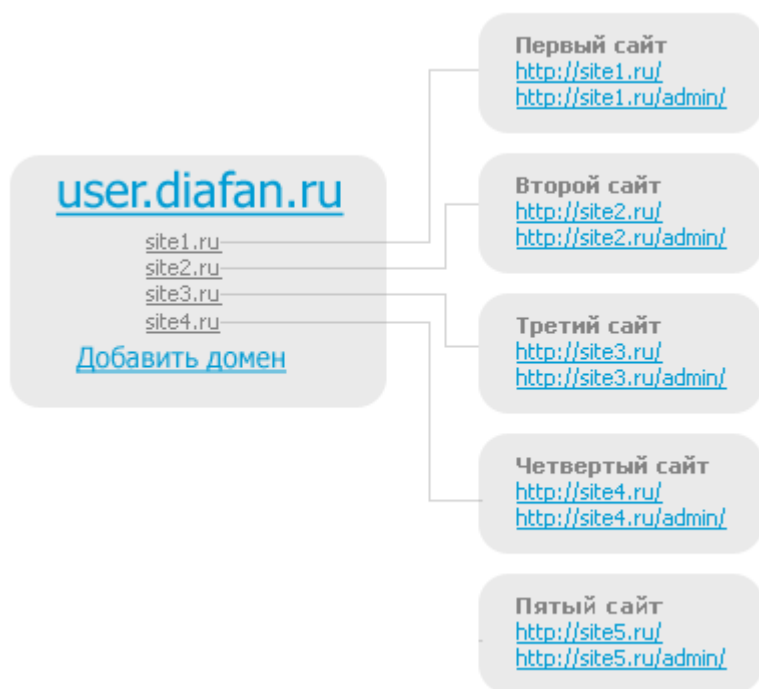 user.diafan.ru
site1.ru
site2.ru
site3.ru
site4.ru
Добавить домен
Первый сайт
http://site1.ru/
http://site1.ru/admin/
Второй сайт
http://site2.ru/
http://site2.ru/admin/
Третий сайт
http://site3.ru/
http://site3.ru/admin/
Четвертый сайт
http://site4.ru/
http://site4.ru/admin/
Пятый сайт
http://site5.ru/
http://site5.ru/admin/